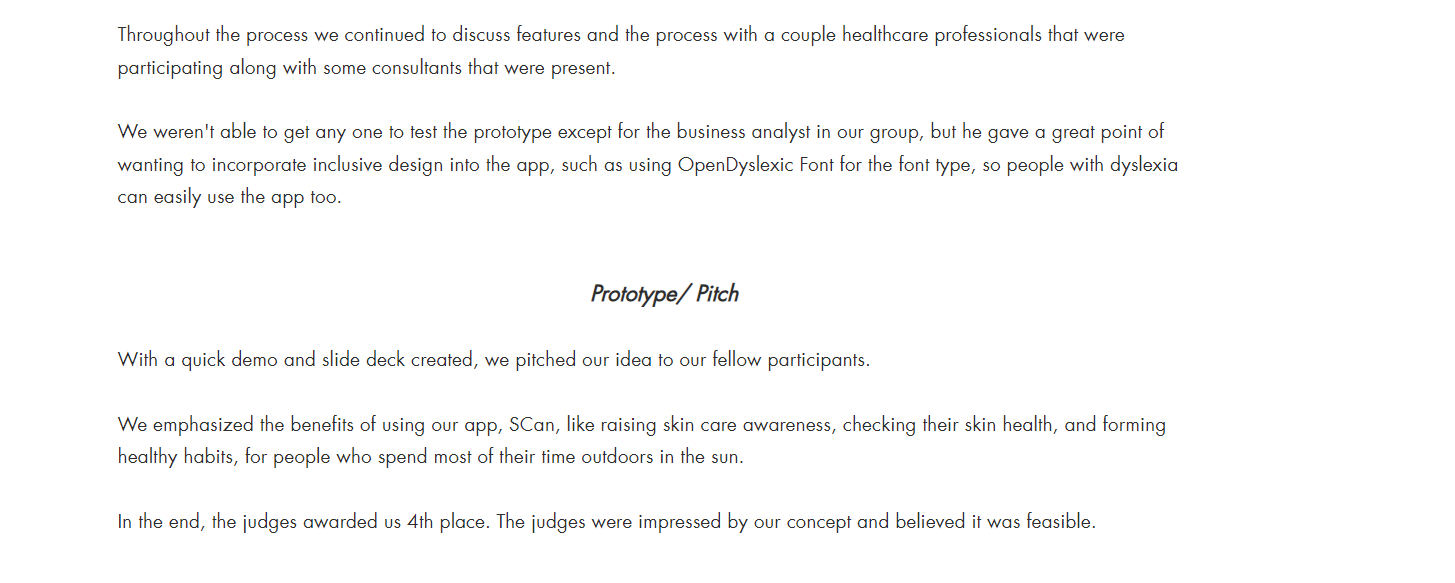 Throughout the process we continued to discuss features and the process with a couple healthcare professionals that were
participating along with some consultants that were present.
We weren't able to get any one to test the prototype except for the business analyst in our group, but he gave a great point of
wanting to incorporate inclusive design into the app, such as using OpenDyslexic Font for the font type, so people with dyslexia
can easily use the app too.
Prototype/ Pitch
With a quick demo and slide deck created, we pitched our idea to our fellow participants.
We emphasized the benefits of using our app, SCan, like raising skin care awareness, checking their skin health, and forming
healthy habits, for people who spend most of their time outdoors in the sun.
In the end, the judges awarded us 4th place. The judges were impressed by our concept and believed it was feasible.